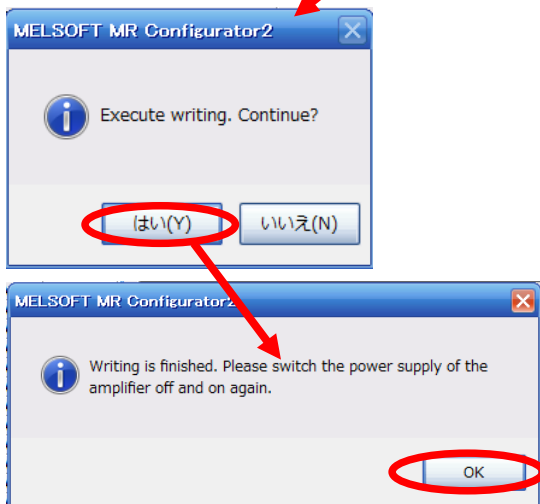 MELSOFT MR Configurator2
Execute writing. Continue?
はい(Y)
いいえ(N)
MELSOFT MR Configurator2
Writing is finished. Please switch the power supply of the
amplifier off and on again.
OK